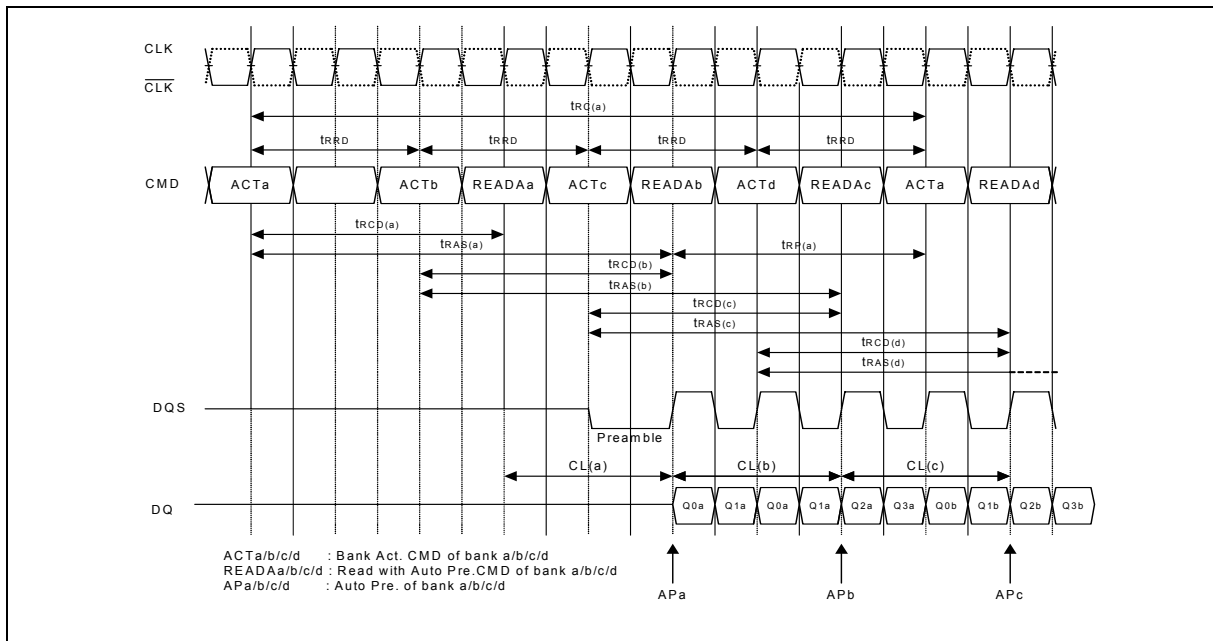 CLK
CLK
tRC(a)
tRRD tRRD tRRD tRRD
CMD ACTa ACTb READAa ACTc READAb ACTd READAc ACTa READAd
tRCD(a)
tRAS(a) tRP(a)
tRCD(b)
tRAS(b)
tRCD(c)
tRAS(c)
tRCD(d)
tRAS(d)
DQS
Preamble
CL(a) CL(b) CL(c)
DQ Q0a Q1a Q0a Q1a Q2a Q3a Q0b Q1b Q2b Q3b
ACTa/b/c/d : Bank Act. CMD of bank a/b/c/d
READAa/b/c/d : Read with Auto Pre.CMD of bank a/b/c/d
APa/b/c/d : Auto Pre. of bank a/b/c/d
APa APb APc